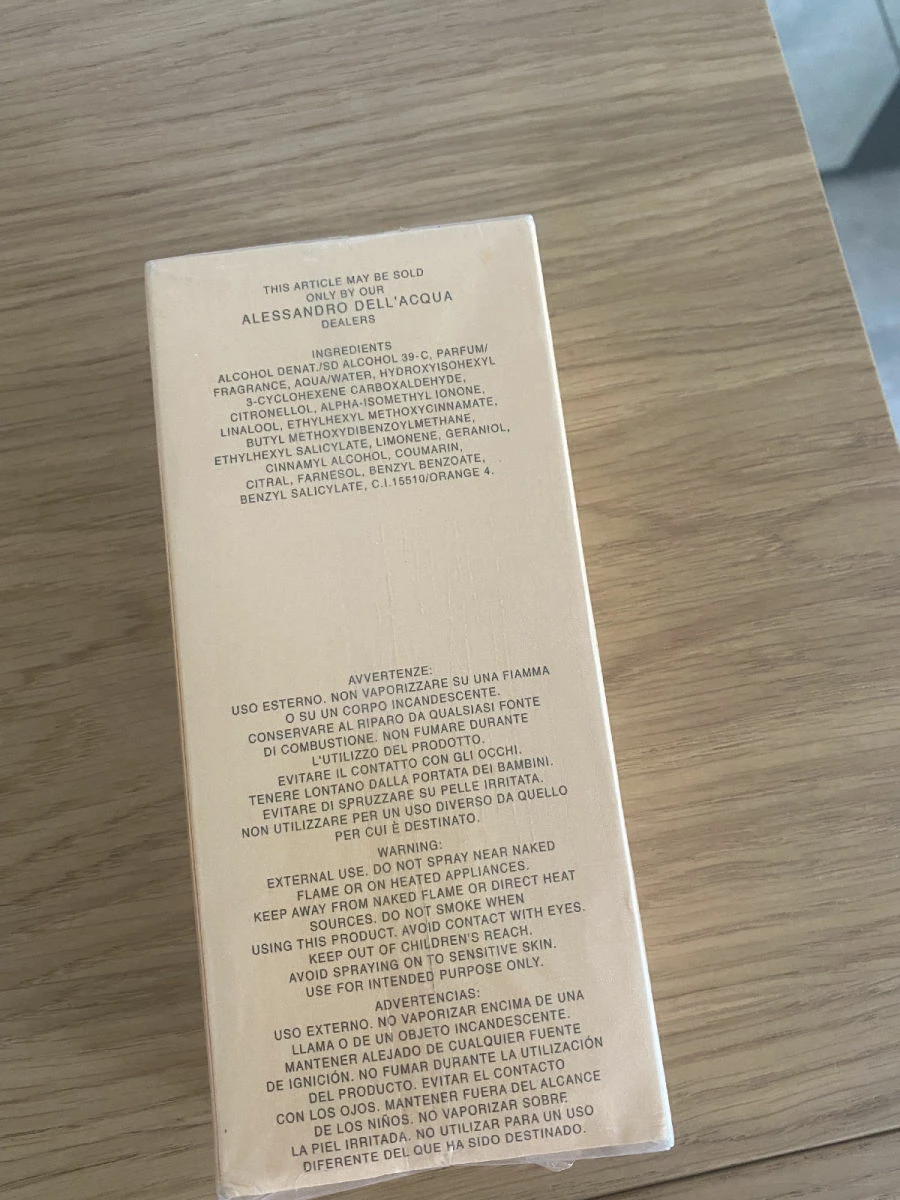 THIS ARTICLE MAY BE SOLD
ONLY BY OUR
ALESSANDRO DELL'ACQUA
DEALERS
INGREDIENTS
ALCOHOL DENAT./SD ALCOHOL 39-C, PARFUM/
FRAGRANCE, AQUA/WATER, HYDROXYISOHEXYL
3-CYCLOHEXENE CARBOXALDEHYDE,
CITRONELLOL, ALPHA-ISOMETHYL IONONE,
LINALOOL, ETHYLHEXYL METHOXYCINNAMATE,
BUTYL METHOXYDIBENZOYLMETHANE,
ETHYLHEXYL SALICYLATE, LIMONENE, GERANIOL,
CINNAMYL ALCOHOL, COUMARIN,
CITRAL, FARNESOL, BENZYL BENZOATE,
BENZYL SALICYLATE, C.I.15510/ORANGE 4.
AVVERTENZE:
USO ESTERNO. NON VAPORIZZARE SU UNA FIAMMA
O SU UN CORPO INCANDESCENTE.
CONSERVARE AL RIPARO DA QUALSIASI FONTE
DI COMBUSTIONE. NON FUMARE DURANTE
L'UTILIZZO DEL PRODOTTO.
EVITARE IL CONTATTO CON GLI OCCHI.
TENERE LONTANO DALLA PORTATA DEI BAMBINI.
EVITARE DI SPRUZZARE SU PELLE IRRITATA.
NON UTILIZZARE PER UN USO DIVERSO DA QUELLO
PER CUI È DESTINATO.
WARNING:
EXTERNAL USE. DO NOT SPRAY NEAR NAKED
FLAME OR ON HEATED APPLIANCES.
KEEP AWAY FROM NAKED FLAME OR DIRECT HEAT
SOURCES. DO NOT SMOKE WHEN
USING THIS PRODUCT. AVOID CONTACT WITH EYES.
KEEP OUT OF CHILDREN'S REACH.
AVOID SPRAYING ON TO SENSITIVE SKIN.
USE FOR INTENDED PURPOSE ONLY.
ADVERTENCIAS:
USO EXTERNO. NO VAPORIZAR ENCIMA DE UNA
LLAMA O DE UN OBJETO INCANDESCENTE.
MANTENER ALEJADO DE CUALQUIER FUENTE
DE IGNICIÓN. NO FUMAR DURANTE LA UTILIZACIÓN
DEL PRODUCTO. EVITAR EL CONTACTO
CON LOS OJOS. MANTENER FUERA DEL ALCANCE
DE LOS NIÑOS. NO VAPORIZAR SOBRE
LA PIEL IRRITADA. NO UTILIZAR PARA UN USO
DIFERENTE DEL QUE HA SIDO DESTINADO.